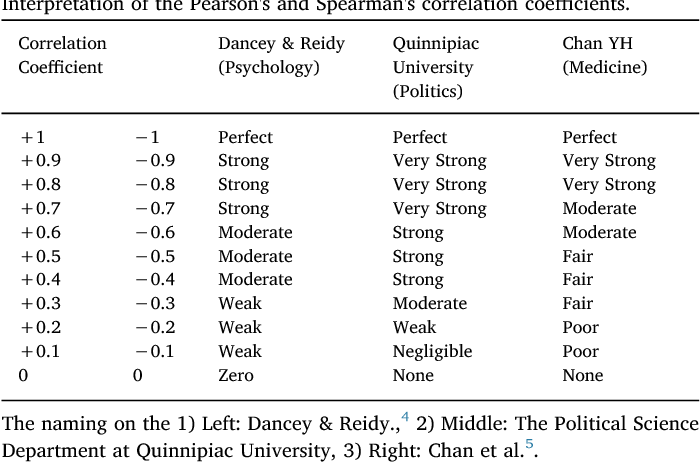 Interpretation of the Pearson's and Spearman's correlation coefficients.
Correlation Coefficient Dancey & Reidy (Psychology) Quinnipiac University (Politics) Chan YH (Medicine)
+1 −1 Perfect Perfect Perfect
+0.9 −0.9 Strong Very Strong Very Strong
+0.8 −0.8 Strong Very Strong Very Strong
+0.7 −0.7 Strong Very Strong Moderate
+0.6 −0.6 Moderate Strong Moderate
+0.5 −0.5 Moderate Strong Fair
+0.4 −0.4 Moderate Strong Fair
+0.3 −0.3 Weak Moderate Fair
+0.2 −0.2 Weak Weak Poor
+0.1 −0.1 Weak Negligible Poor
0 0 Zero None None
The naming on the 1) Left: Dancey & Reidy.,4 2) Middle: The Political Science
Department at Quinnipiac University, 3) Right: Chan et al.5.